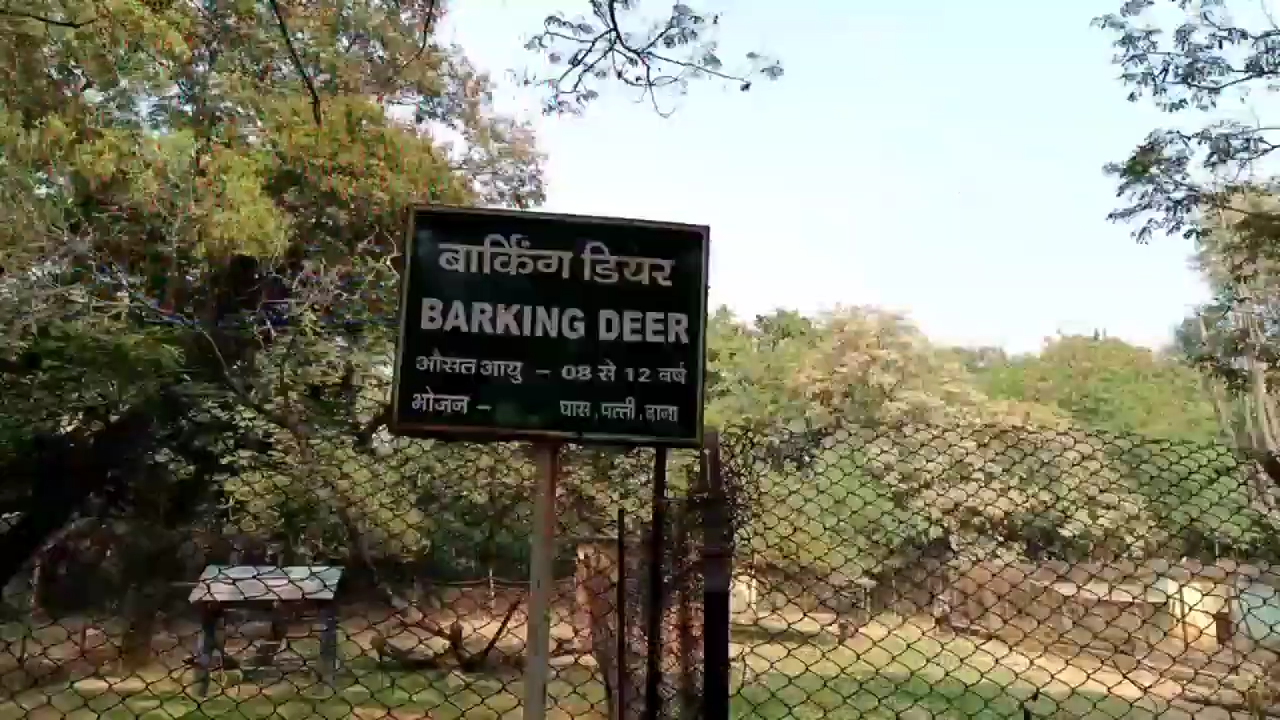 बार्किंग डियर
BARKING DEER
औसत आयु – 08 से 12 वर्ष
भोजन – घास , पत्ती , दाना